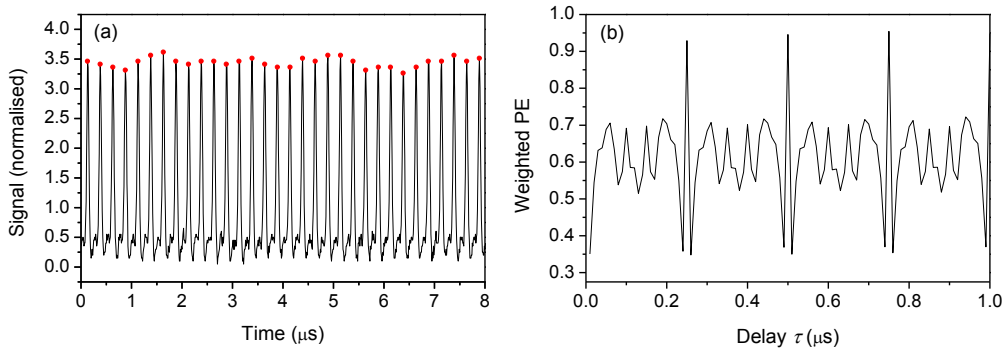 (a)
Signal (normalised)
4.0
3.5
3.0
2.5
2.0
1.5
1.0
0.5
0.0
0 1 2 3 4 5 6 7 8
Time (μs)
(b)
Weighted PE
1.0
0.9
0.8
0.7
0.6
0.5
0.4
0.3
0.0 0.2 0.4 0.6 0.8 1.0
Delay τ (μs)